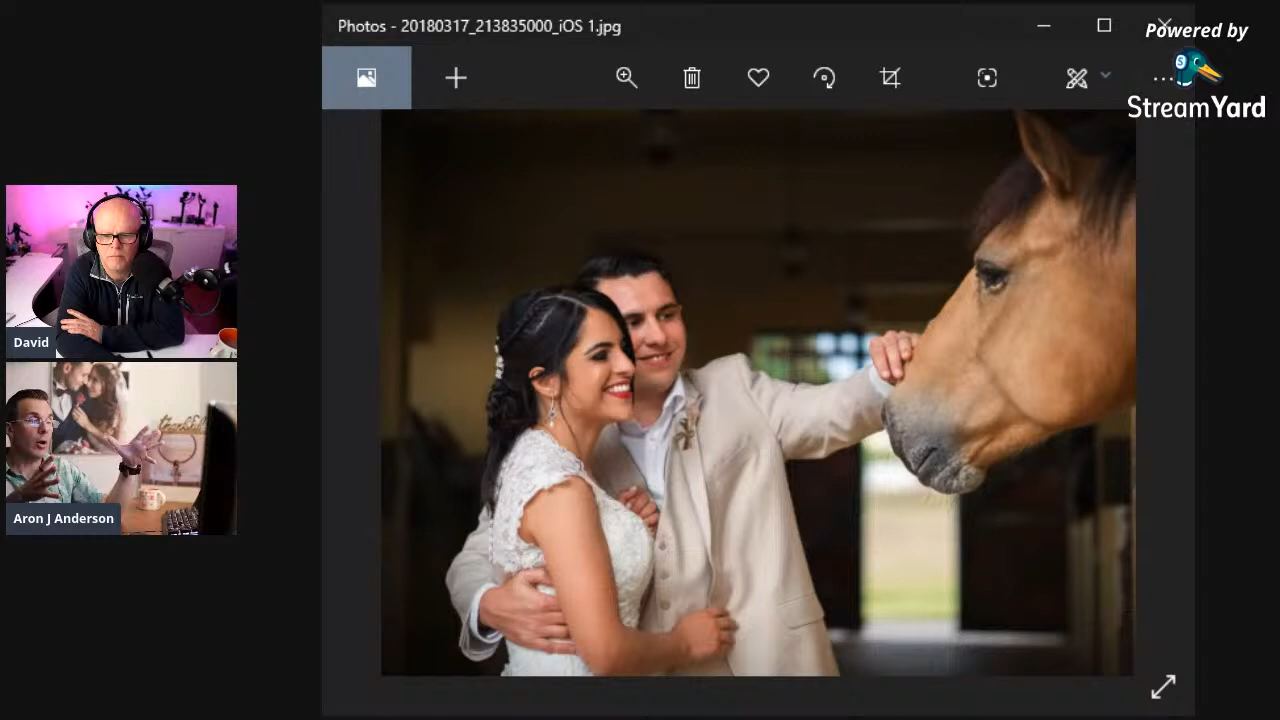 Photos - 20180317_213835000_iOS 1.jpg
Powered by
StreamYard
David
Aron J Anderson